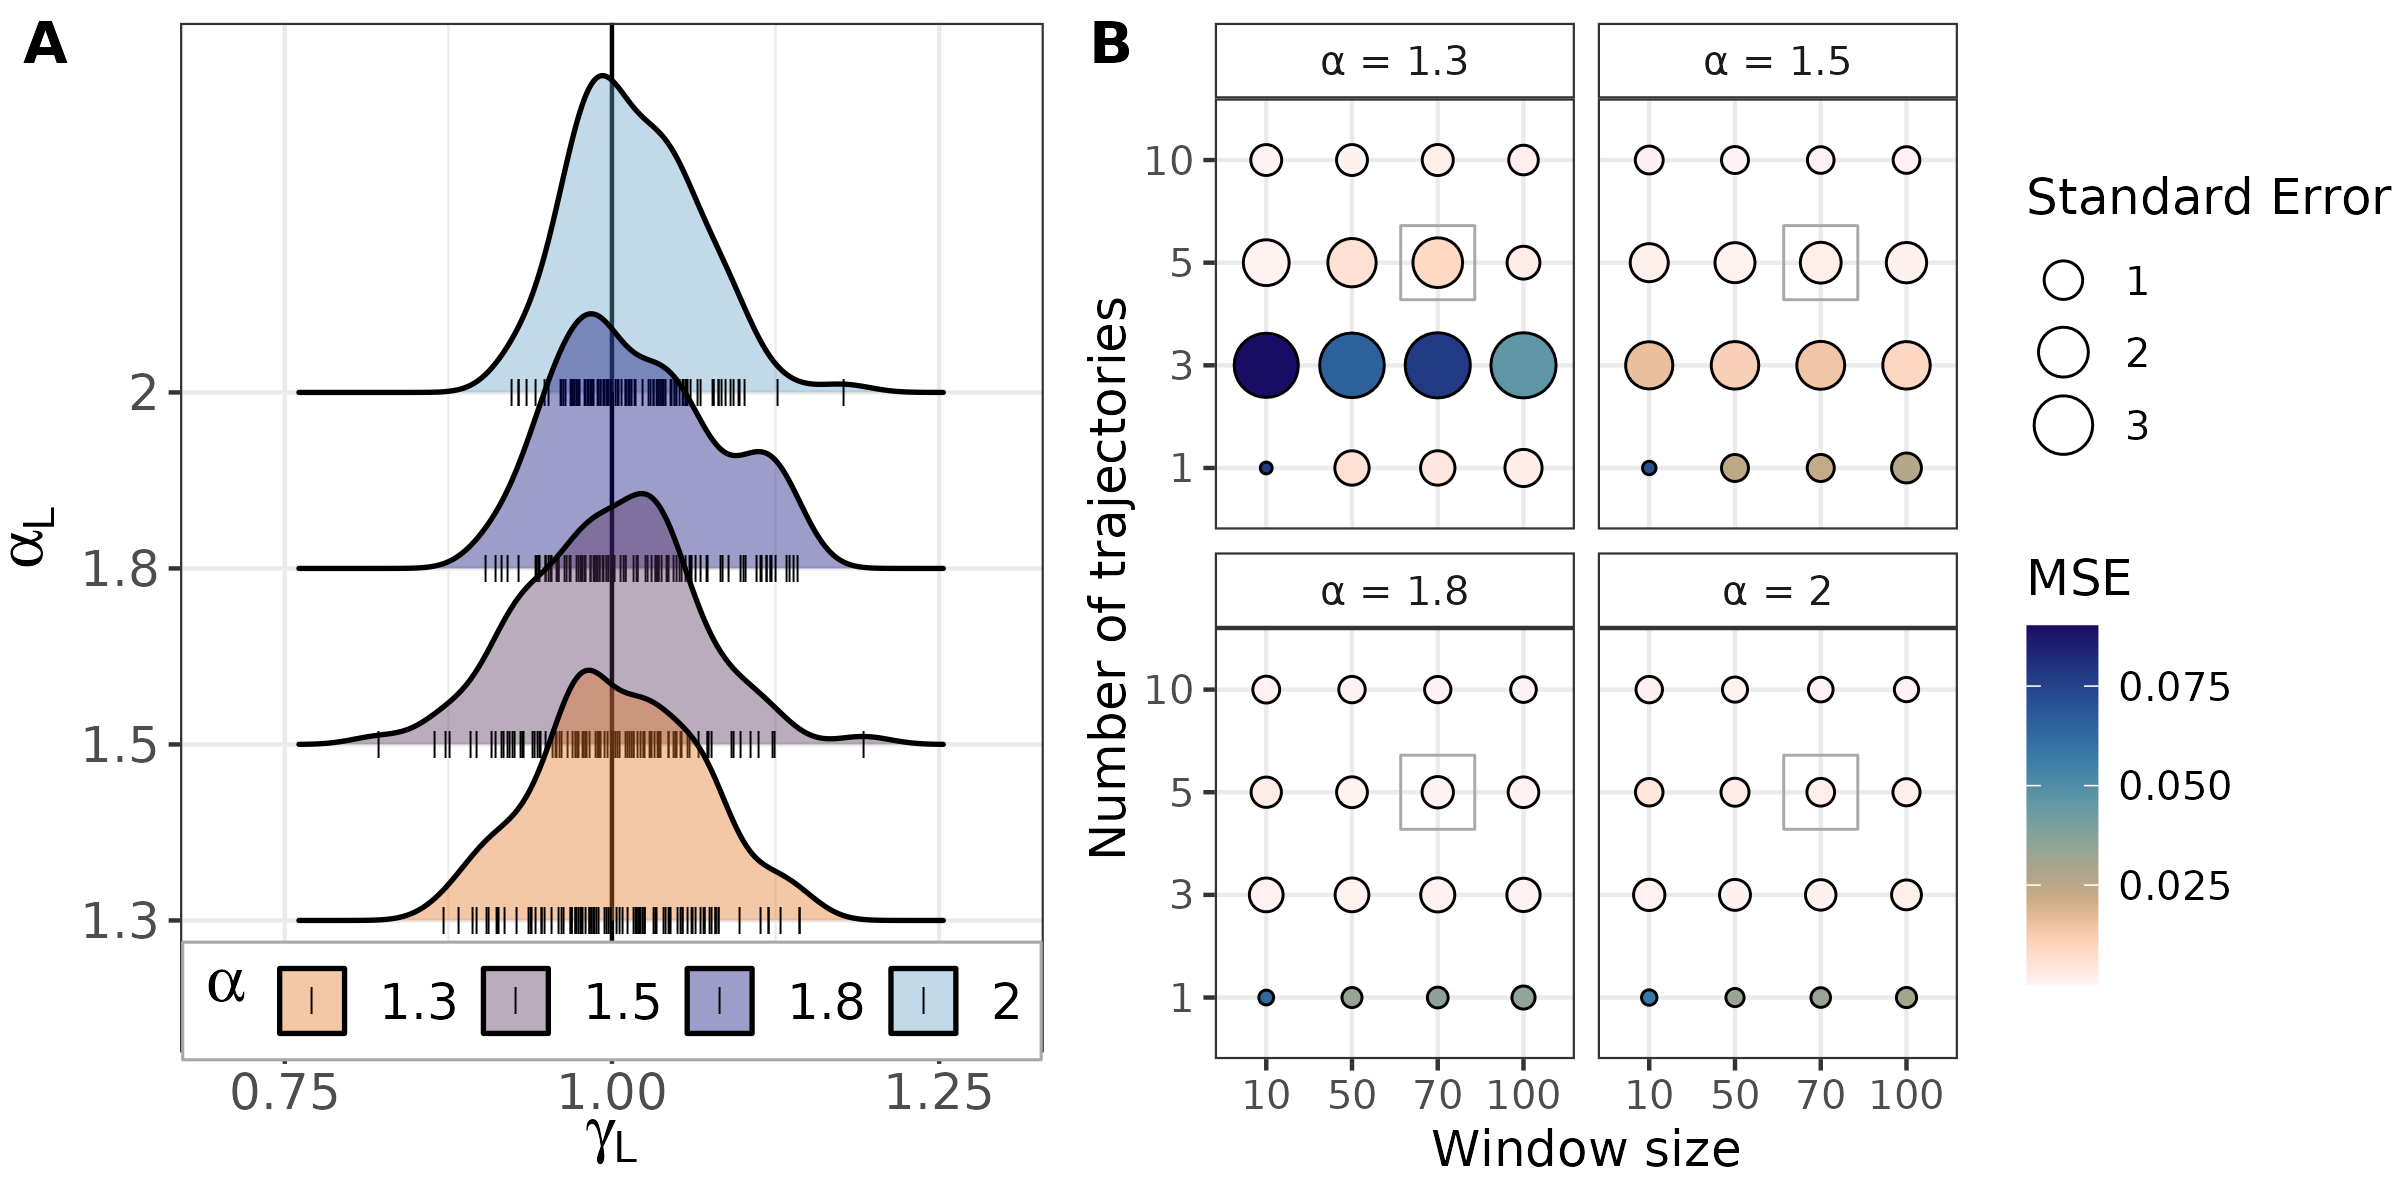 A
α_L
2
1.8
1.5
1.3
α 1.3 1.5 1.8 2
0.75 1.00 1.25
γ_L
B
Number of trajectories
α = 1.3 α = 1.5
10
5
3
1
α = 1.8 α = 2
10
5
3
1
10 50 70 100 10 50 70 100
Window size
Standard Error
1
2
3
MSE
0.075
0.050
0.025